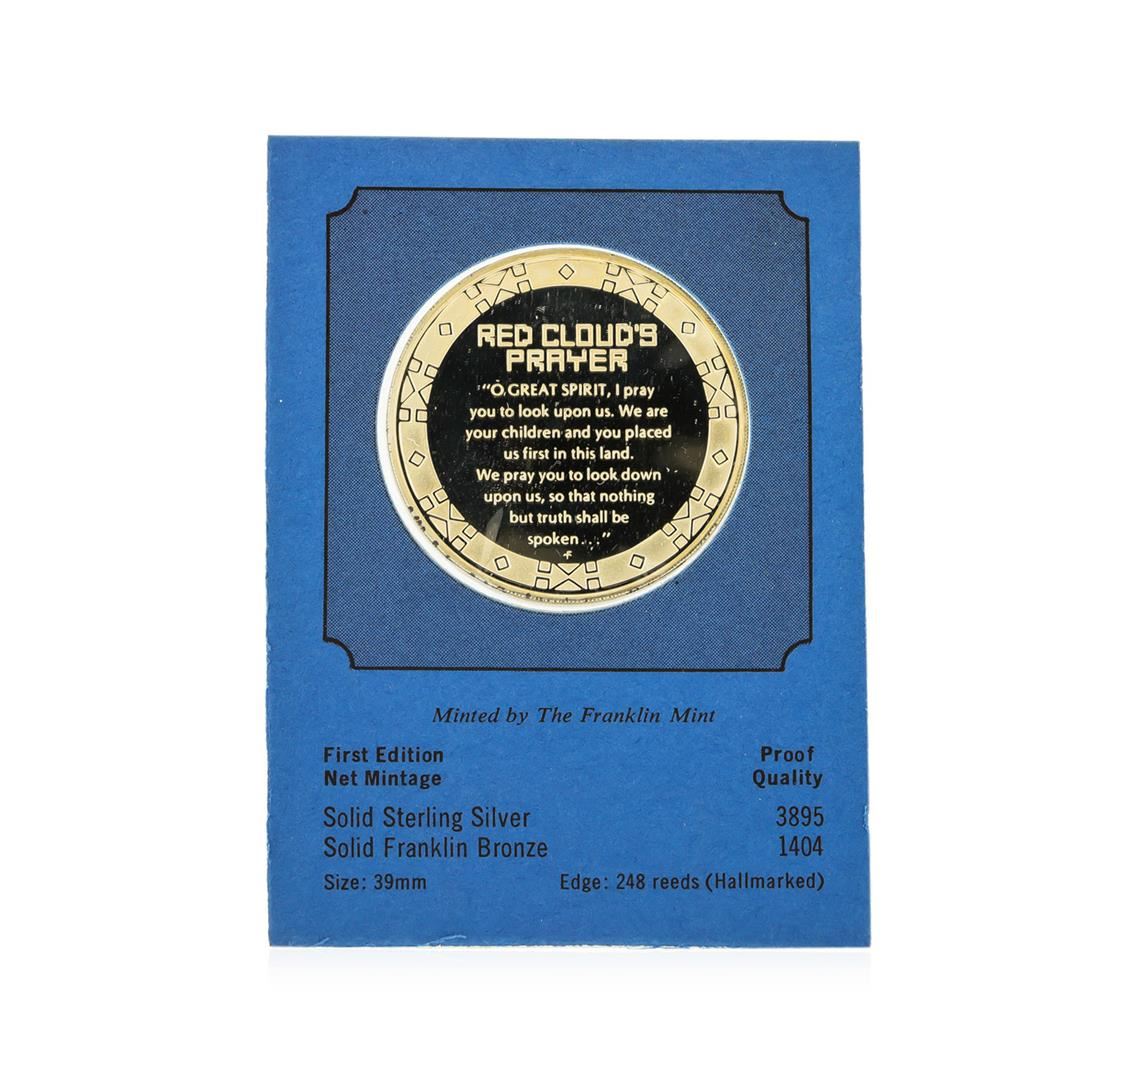 RED CLOUD'S
PRAYER
"O GREAT SPIRIT, I pray
you to look upon us. We are
your children and you placed
us first in this land.
We pray you to look down
upon us, so that nothing
but truth shall be
spoken..."
Minted by The Franklin Mint
First Edition Proof
Net Mintage Quality
Solid Sterling Silver 3895
Solid Franklin Bronze 1404
Size: 39mm Edge: 248 reeds (Hallmarked)